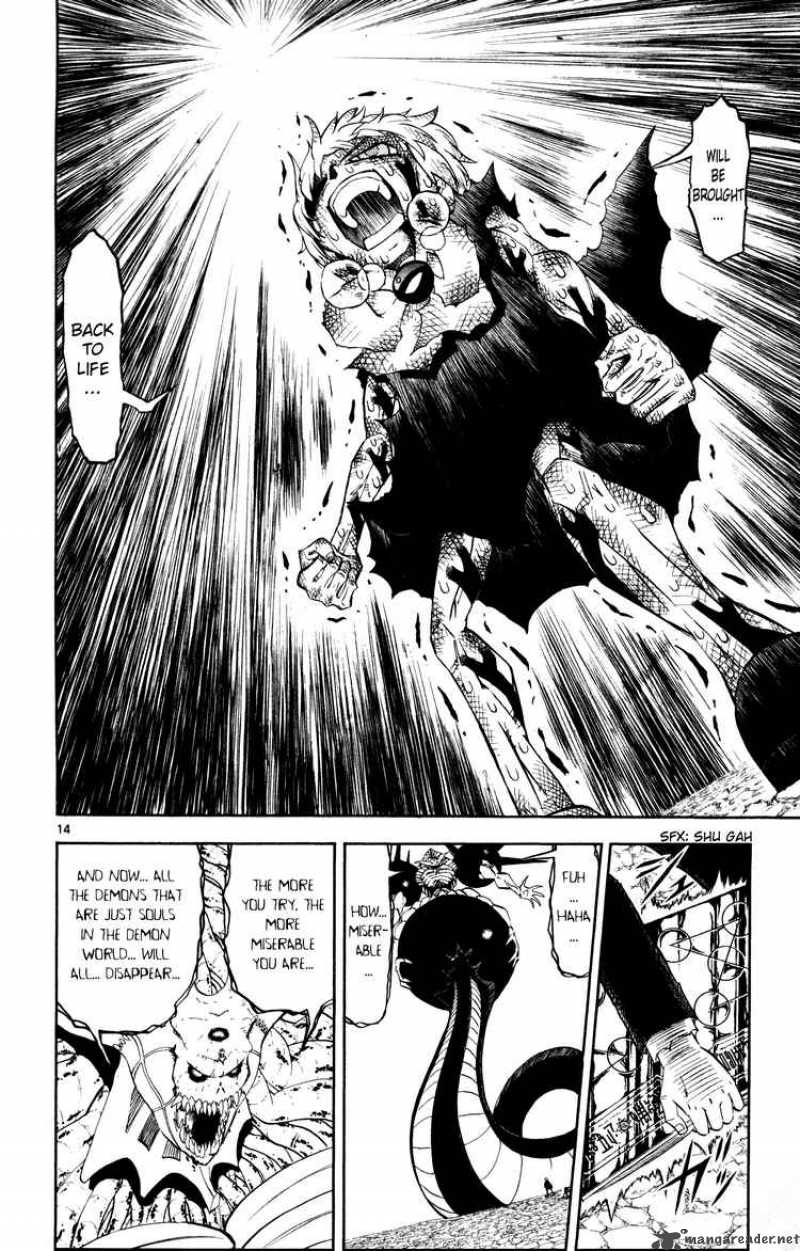 WILL
BE
BROUGHT
...
BACK
TO
LIFE
...
14
SFX: SHU GAH
FUH
...
HAHA
...
HOW...
MISER-
ABLE
...
THE MORE
YOU TRY, THE
MORE
MISERABLE
YOU ARE...
AND NOW... ALL
THE DEMONS THAT
ARE JUST SOULS
IN THE DEMON
WORLD... WILL
ALL... DISAPPEAR...
mangareader.net